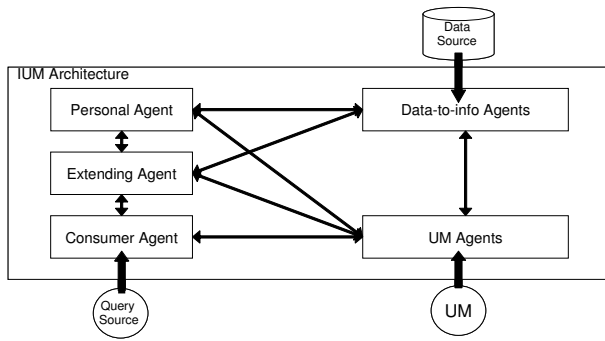 Data
Source
IUM Architecture
Personal Agent
Data-to-info Agents
Extending Agent
Consumer Agent
UM Agents
Query
Source
UM